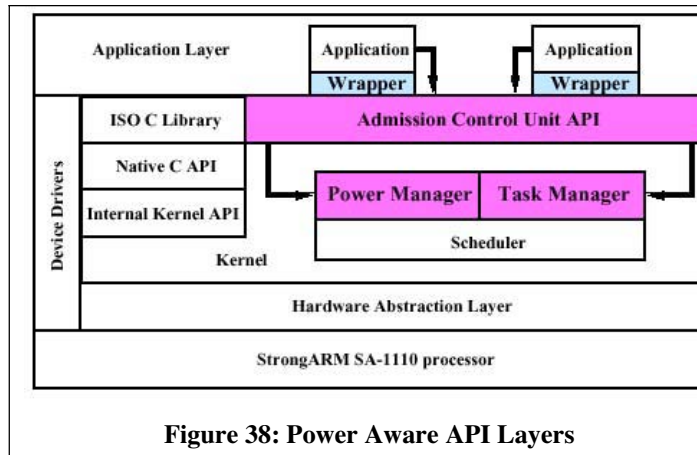 Application Layer
Application
Application
Wrapper
Wrapper
Device Drivers
ISO C Library
Admission Control Unit API
Native C API
Internal Kernel API
Power Manager
Task Manager
Scheduler
Kernel
Hardware Abstraction Layer
StrongARM SA-1110 processor
Figure 38: Power Aware API Layers